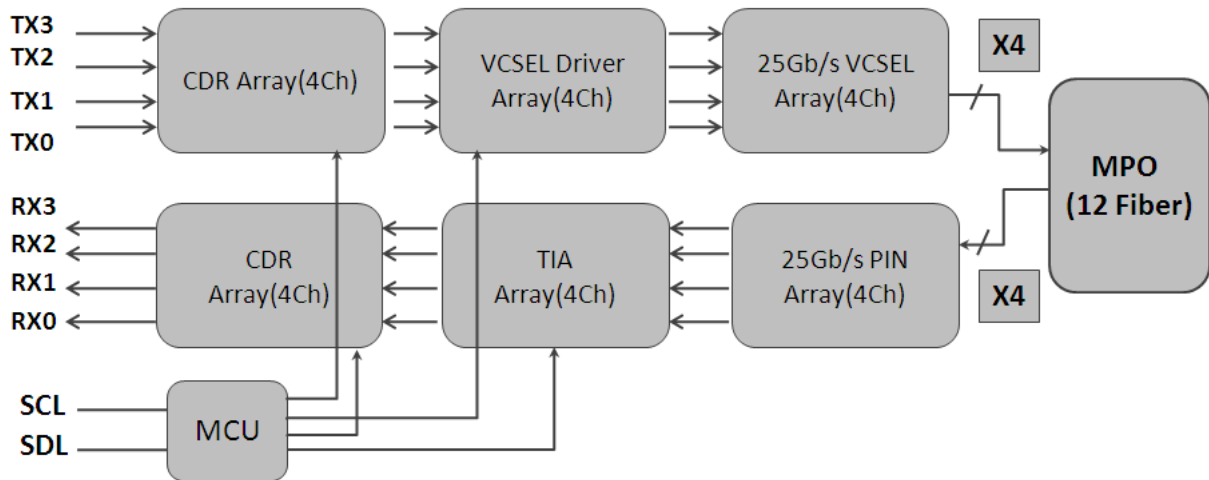 TX3
TX2
TX1
TX0
CDR Array(4Ch)
VCSEL Driver
Array(4Ch)
25Gb/s VCSEL
Array(4Ch)
X4
MPO
(12 Fiber)
RX3
RX2
RX1
RX0
CDR
Array(4Ch)
TIA
Array(4Ch)
25Gb/s PIN
Array(4Ch)
X4
SCL
SDL
MCU